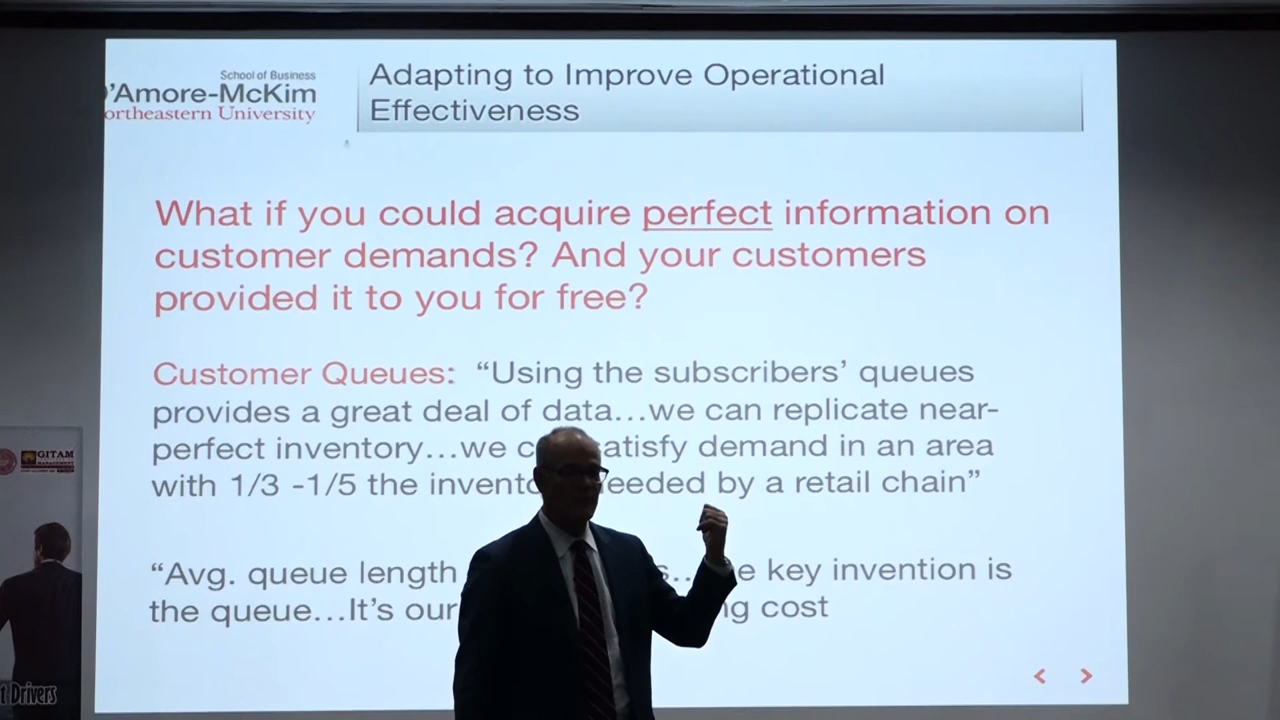 School of Business
'Amore-McKim
ortheastern University
Adapting to Improve Operational
Effectiveness
What if you could acquire perfect information on
customer demands? And your customers
provided it to you for free?
Customer Queues: “Using the subscribers’ queues
provides a great deal of data…we can replicate near-
perfect inventory…we satisfy demand in an area
with 1/3 -1/5 the needed by a retail chain”
“Avg. queue length key invention is
the queue…It’s our cost
< >
GITAM
t Drivers